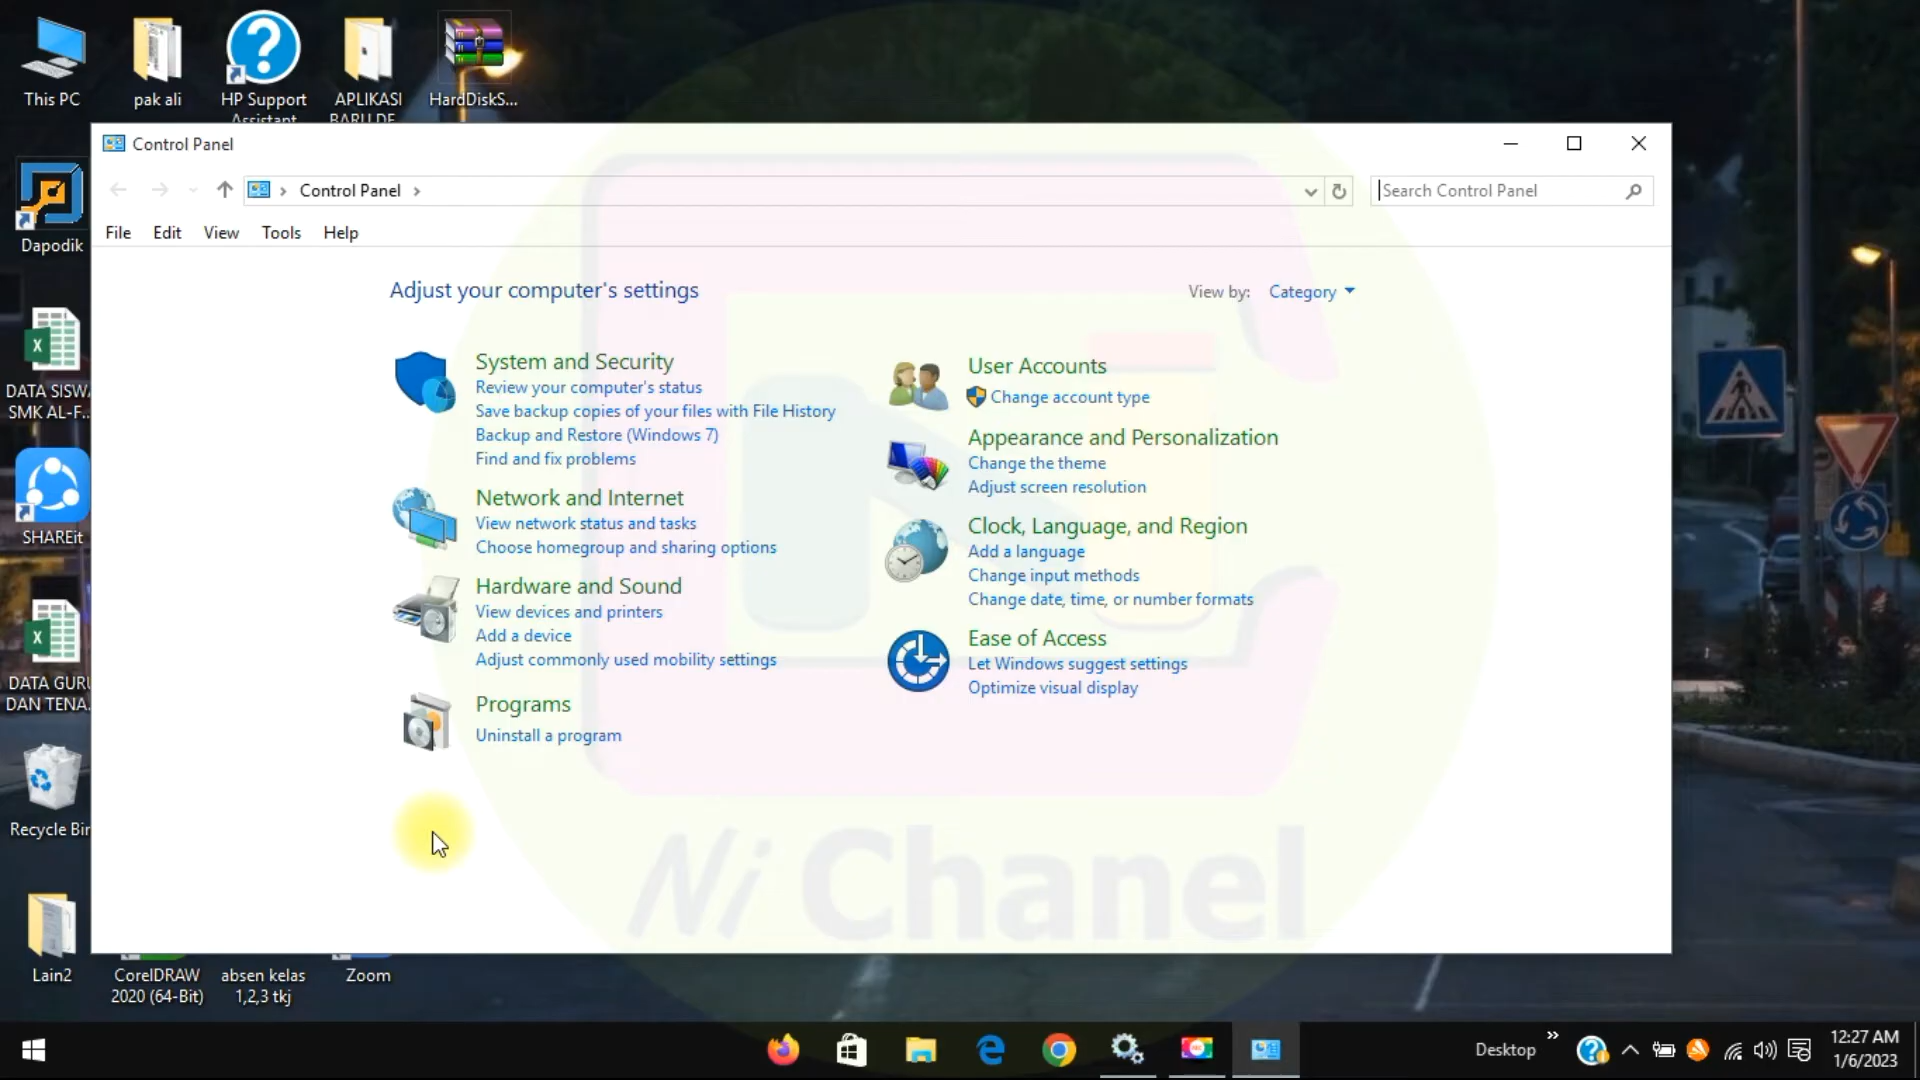 This PC
pak ali
HP Support
Assistant
APLIKASI
BARU DE
HardDiskS...
Control Panel
Control Panel
Search Control Panel
File Edit View Tools Help
Dapodik
Adjust your computer's settings
View by: Category
System and Security
Review your computer's status
Save backup copies of your files with File History
Backup and Restore (Windows 7)
Find and fix problems
Network and Internet
View network status and tasks
Choose homegroup and sharing options
Hardware and Sound
View devices and printers
Add a device
Adjust commonly used mobility settings
Programs
Uninstall a program
User Accounts
Change account type
Appearance and Personalization
Change the theme
Adjust screen resolution
Clock, Language, and Region
Add a language
Change input methods
Change date, time, or number formats
Ease of Access
Let Windows suggest settings
Optimize visual display
DATA SISW
SMK AL-F...
SHAREit
DATA GURU
DAN TENA.
Recycle Bin
Ni Chanel
Lain2
CorelDRAW
2020 (64-Bit)
absen kelas
1,2,3 tkj
Zoom
Desktop
12:27 AM
1/6/2023